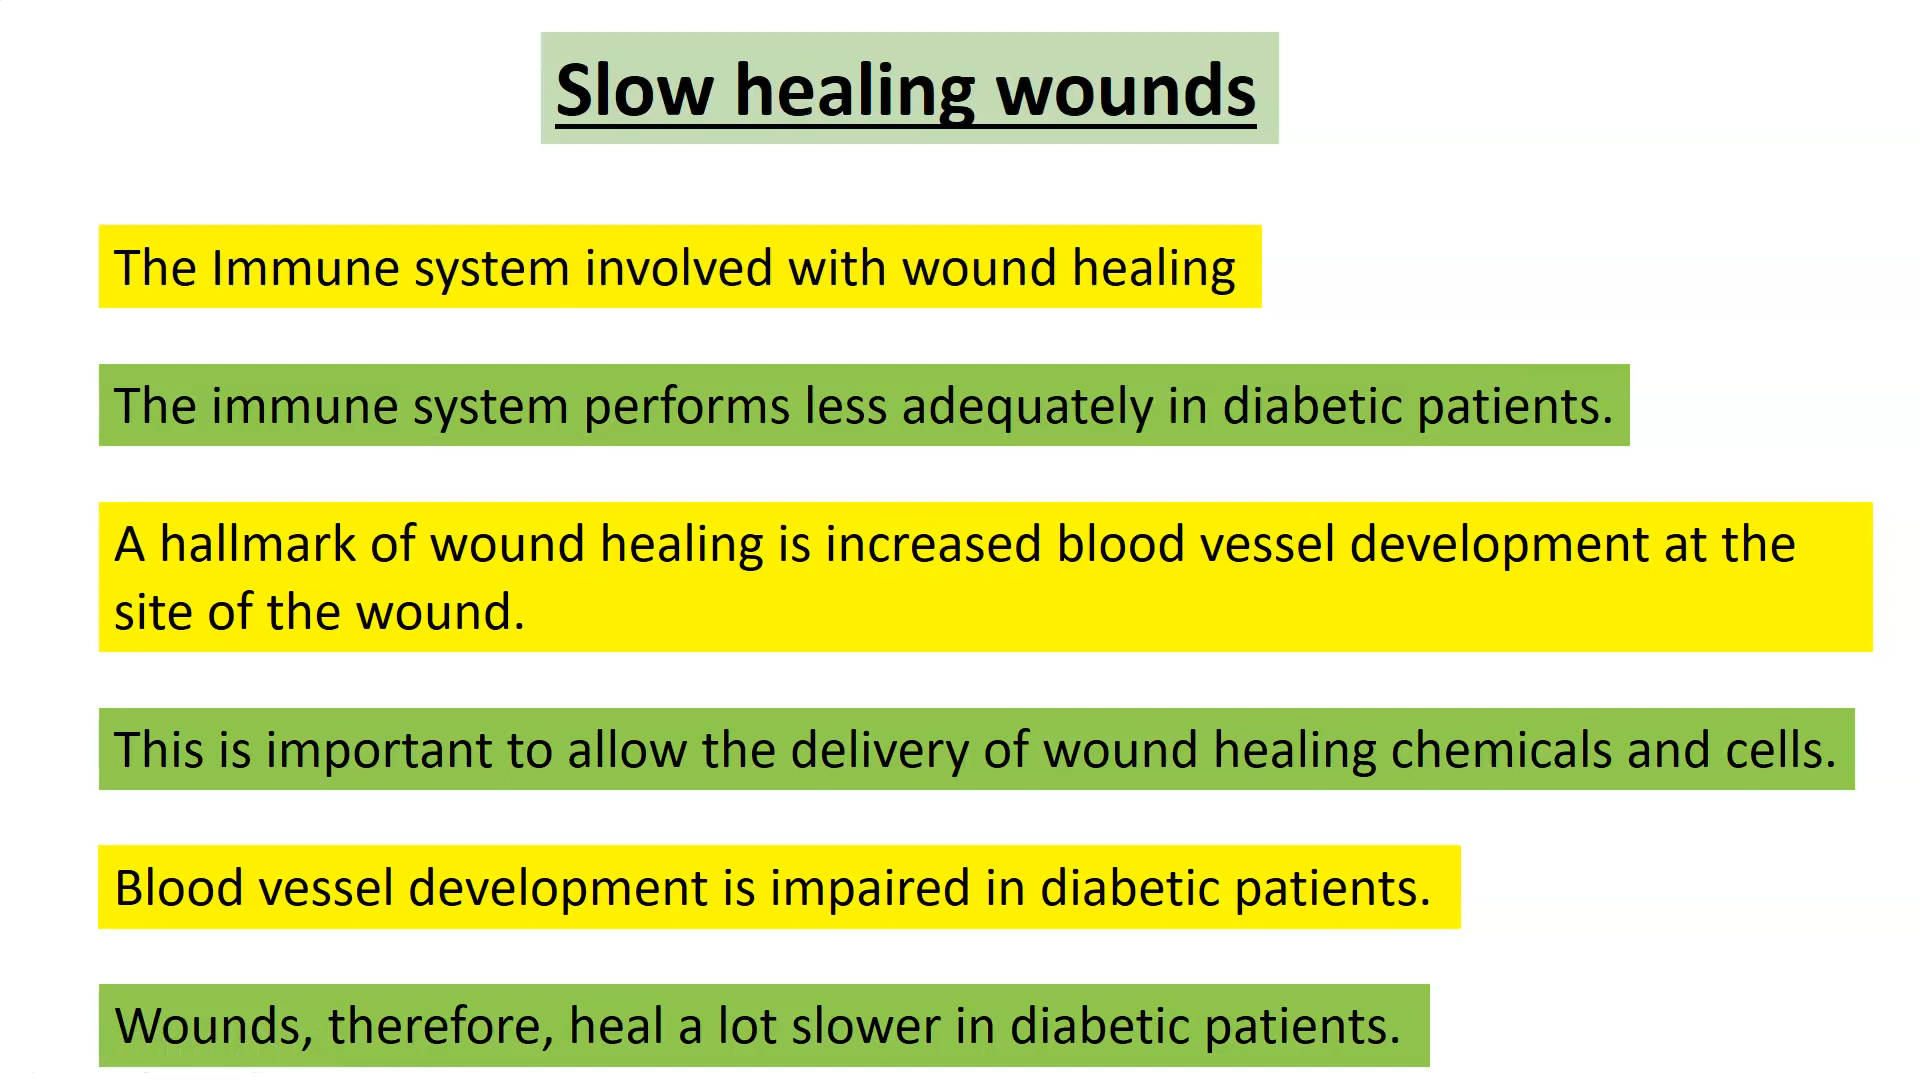 Slow healing wounds
The Immune system involved with wound healing
The immune system performs less adequately in diabetic patients.
A hallmark of wound healing is increased blood vessel development at the
site of the wound.
This is important to allow the delivery of wound healing chemicals and cells.
Blood vessel development is impaired in diabetic patients.
Wounds, therefore, heal a lot slower in diabetic patients.